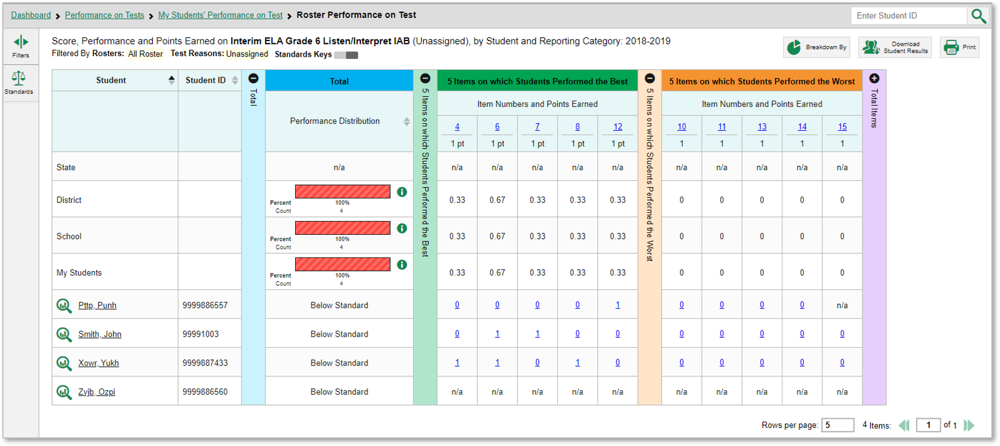 Dashboard > Performance on Tests > My Students' Performance on Test > Roster Performance on Test
Enter Student ID
Filters
Standards
Score, Performance and Points Earned on Interim ELA Grade 6 Listen/Interpret IAB (Unassigned), by Student and Reporting Category: 2018-2019
Filtered By Rosters: All Roster Test Reasons: Unassigned Standards Keys
Breakdown By
Download Student Results
Print
Student Student ID Total Total 5 Items on which Students Performed the Best 5 Items on which Students Performed the Best 5 Items on which Students Performed the Worst 5 Items on which Students Performed the Worst Total Items
Performance Distribution Item Numbers and Points Earned Item Numbers and Points Earned
4 6 7 8 12 10 11 13 14 15
1 pt 1 pt 1 pt 1 pt 1 pt 1 1 1 1 1
State n/a n/a n/a n/a n/a n/a n/a n/a n/a n/a n/a
District 0.33 0.67 0.33 0.33 0.33 0 0 0 0 0
Percent 100%
Count 4
School 0.33 0.67 0.33 0.33 0.33 0 0 0 0 0
Percent 100%
Count 4
My Students 0.33 0.67 0.33 0.33 0.33 0 0 0 0 0
Percent 100%
Count 4
Pttp, Punh 9999886557 Below Standard 0 0 0 0 1 0 0 0 0 n/a
Smith, John 99991003 Below Standard 0 1 1 0 0 0 0 0 0 0
Xowr, Yukh 9999887433 Below Standard 1 1 0 1 0 0 0 0 0 0
Zvjb, Ozpi 9999886560 Below Standard n/a n/a n/a n/a n/a n/a n/a n/a n/a n/a
Rows per page: 5 4 Items: 1 of 1